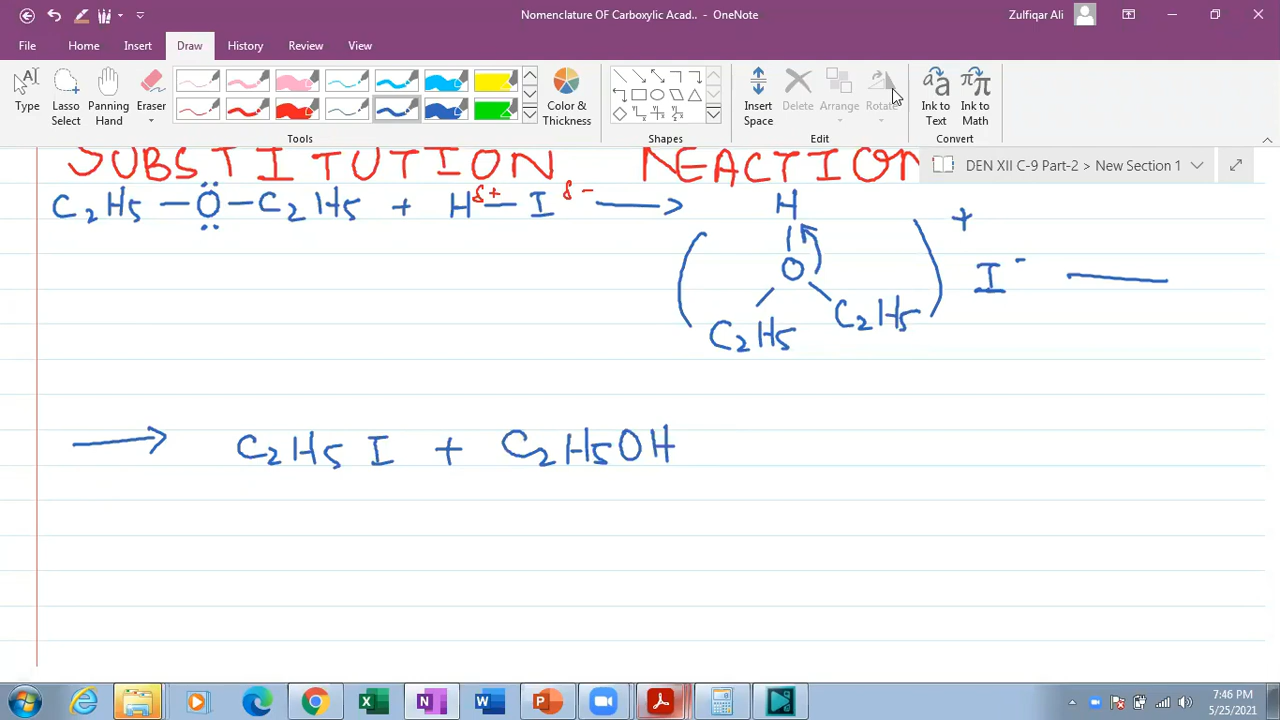 Nomenclature OF Carboxylic Acad.. - OneNote
Zulfiqar Ali
File Home Insert Draw History Review View
Type
Lasso Select
Panning Hand
Eraser
Color & Thickness
Insert Space
Delete
Arrange
Rotate
Ink to Text
Ink to Math
Tools
Shapes
Edit
Convert
DEN XII C-9 Part-2 > New Section 1
SUBSTITUTION REACTION
C2H5 — O — C2H5 + Hδ+ — Iδ- ⟶
H
( O )+ I- —
C2H5 C2H5
⟶ C2H5 I + C2H5OH
7:46 PM
5/25/2021